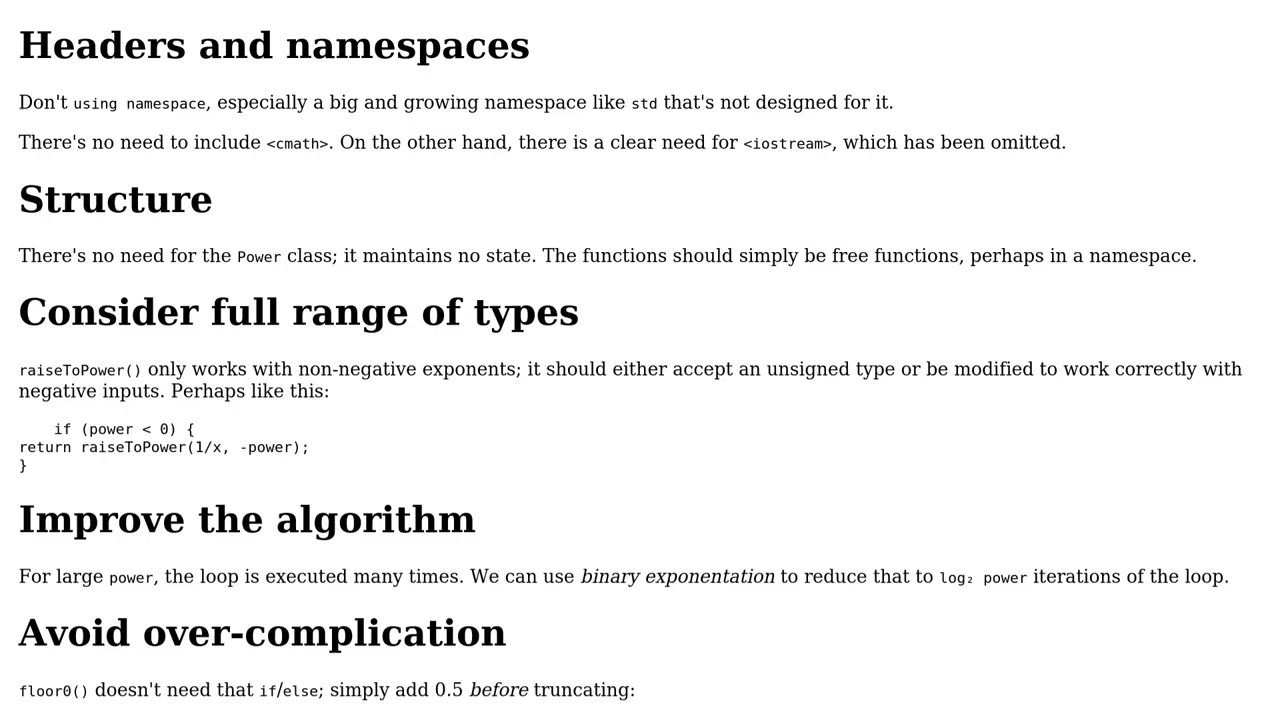 Headers and namespaces
Don't using namespace, especially a big and growing namespace like std that's not designed for it.
There's no need to include <cmath>. On the other hand, there is a clear need for <iostream>, which has been omitted.
Structure
There's no need for the Power class; it maintains no state. The functions should simply be free functions, perhaps in a namespace.
Consider full range of types
raiseToPower() only works with non-negative exponents; it should either accept an unsigned type or be modified to work correctly with
negative inputs. Perhaps like this:
    if (power < 0) {
return raiseToPower(1/x, -power);
}
Improve the algorithm
For large power, the loop is executed many times. We can use binary exponentation to reduce that to log₂ power iterations of the loop.
Avoid over-complication
floor0() doesn't need that if/else; simply add 0.5 before truncating: